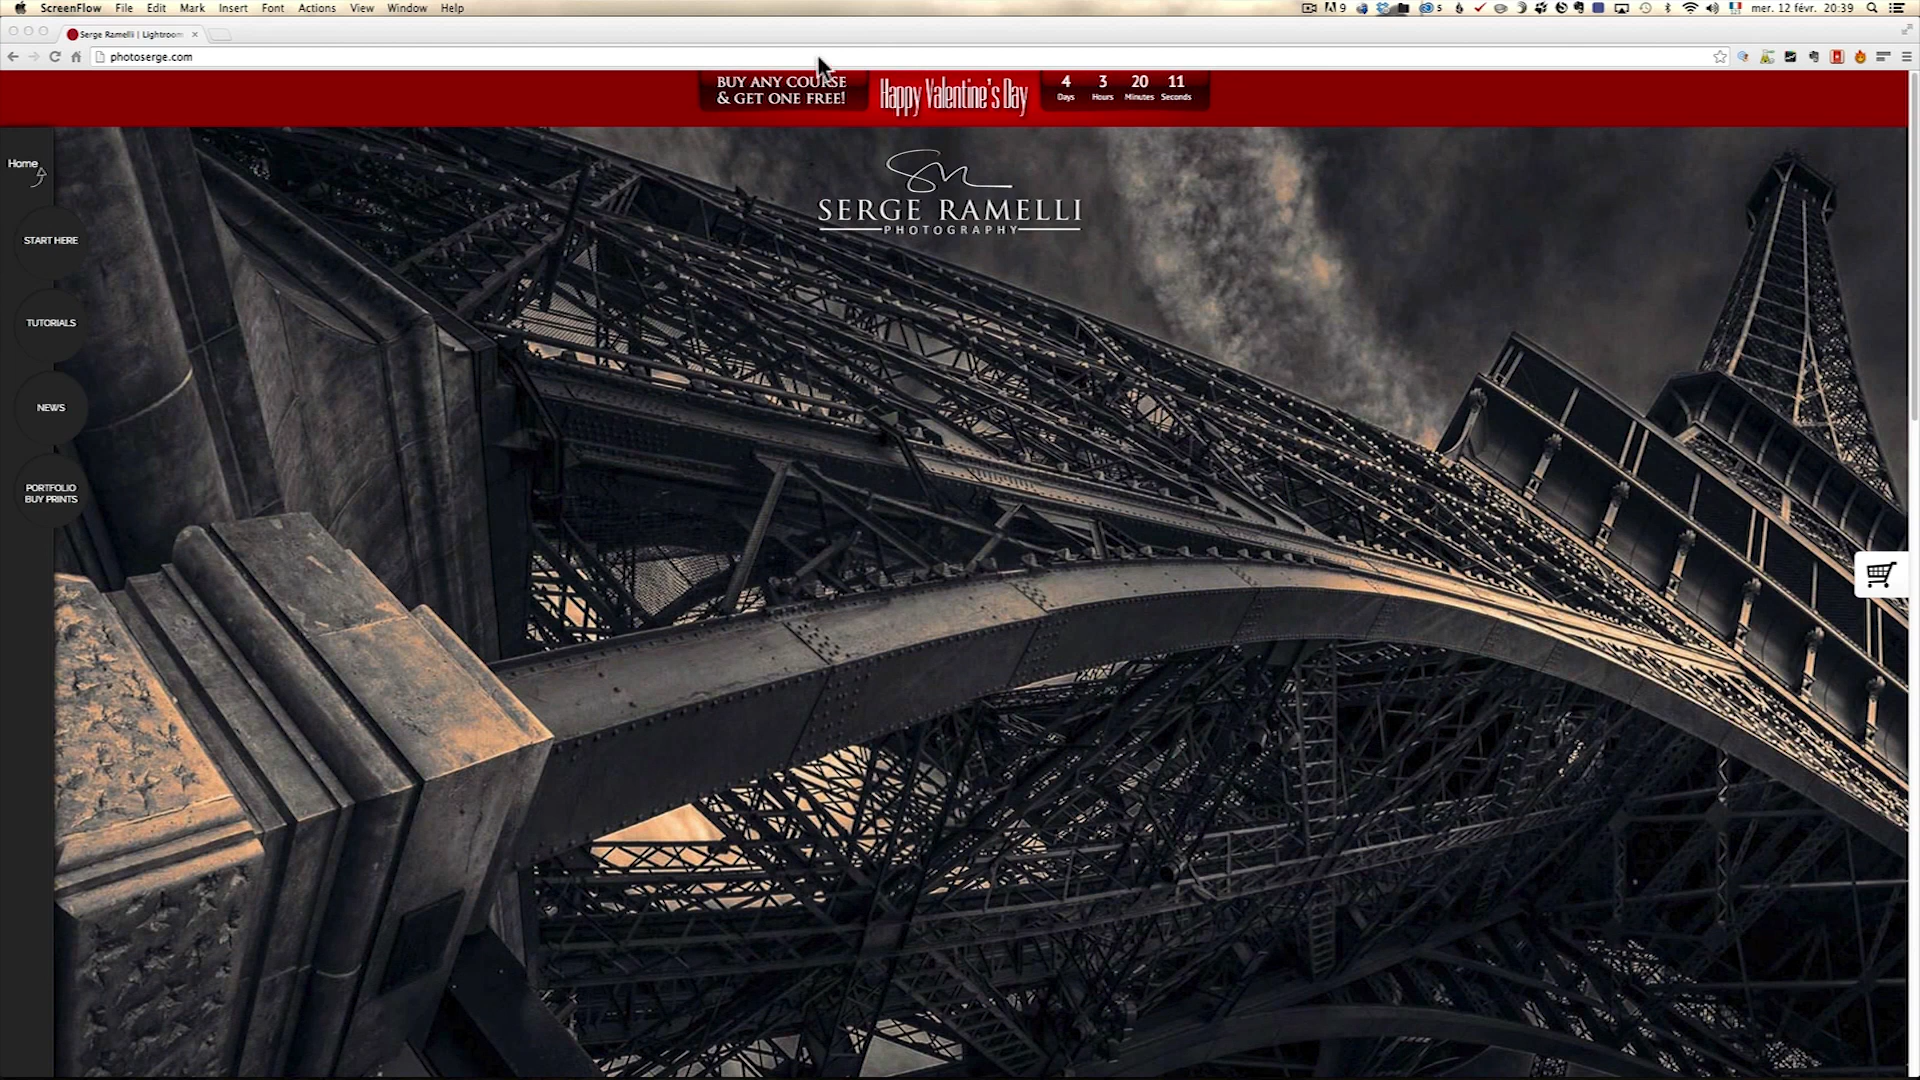 ScreenFlow File Edit Mark Insert Font Actions View Window Help 9 5 mer. 12 févr. 20:39
Serge Ramelli | Lightroom
photoserge.com
BUY ANY COURSE
& GET ONE FREE!
Happy Valentine's Day
4 3 20 11
Days Hours Minutes Seconds
Home
SERGE RAMELLI
PHOTOGRAPHY
START HERE
TUTORIALS
NEWS
PORTFOLIO
BUY PRINTS